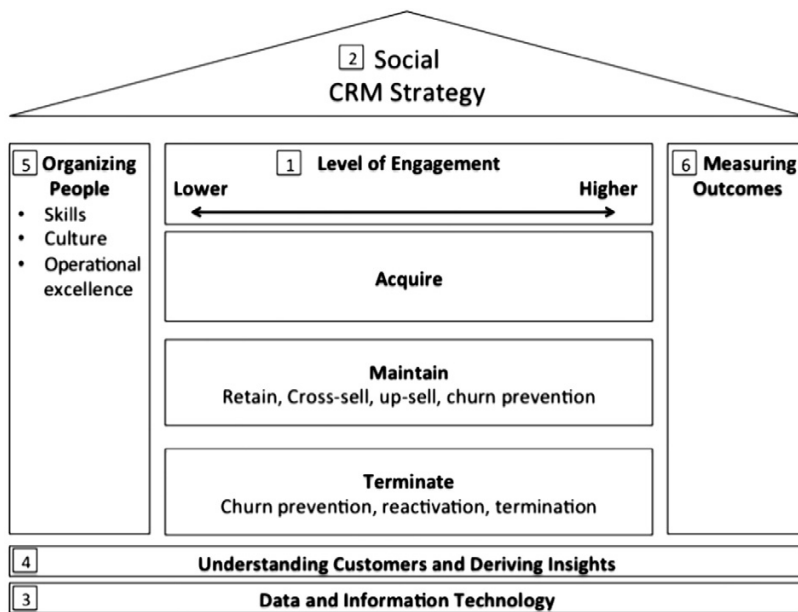 2 Social
CRM Strategy
5 Organizing
People
• Skills
• Culture
• Operational
excellence
1 Level of Engagement
Lower Higher
Acquire
Maintain
Retain, Cross-sell, up-sell, churn prevention
Terminate
Churn prevention, reactivation, termination
6 Measuring
Outcomes
4 Understanding Customers and Deriving Insights
3 Data and Information Technology